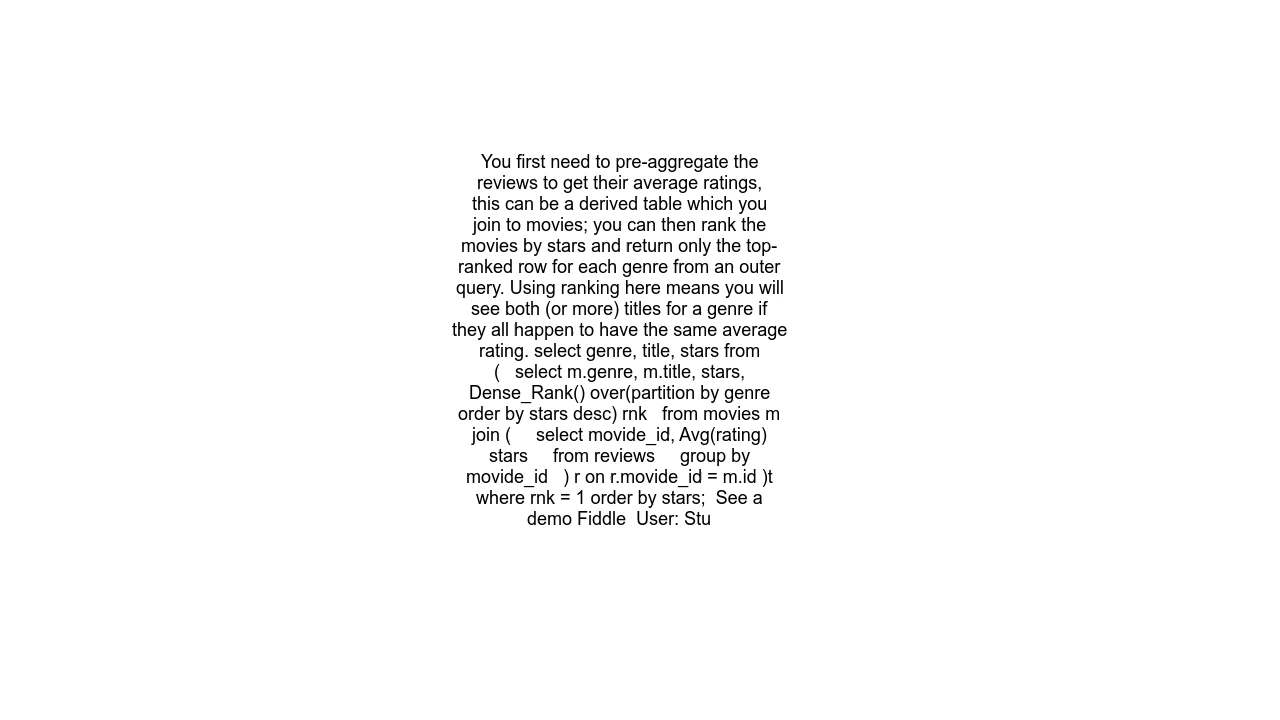 You first need to pre-aggregate the
reviews to get their average ratings,
this can be a derived table which you
join to movies; you can then rank the
movies by stars and return only the top-
ranked row for each genre from an outer
query. Using ranking here means you will
see both (or more) titles for a genre if
they all happen to have the same average
rating. select genre, title, stars from
(   select m.genre, m.title, stars,
Dense_Rank() over(partition by genre
order by stars desc) rnk   from movies m
join (     select movide_id, Avg(rating)
stars     from reviews     group by
movide_id   ) r on r.movide_id = m.id )t
where rnk = 1 order by stars;  See a
demo Fiddle  User: Stu